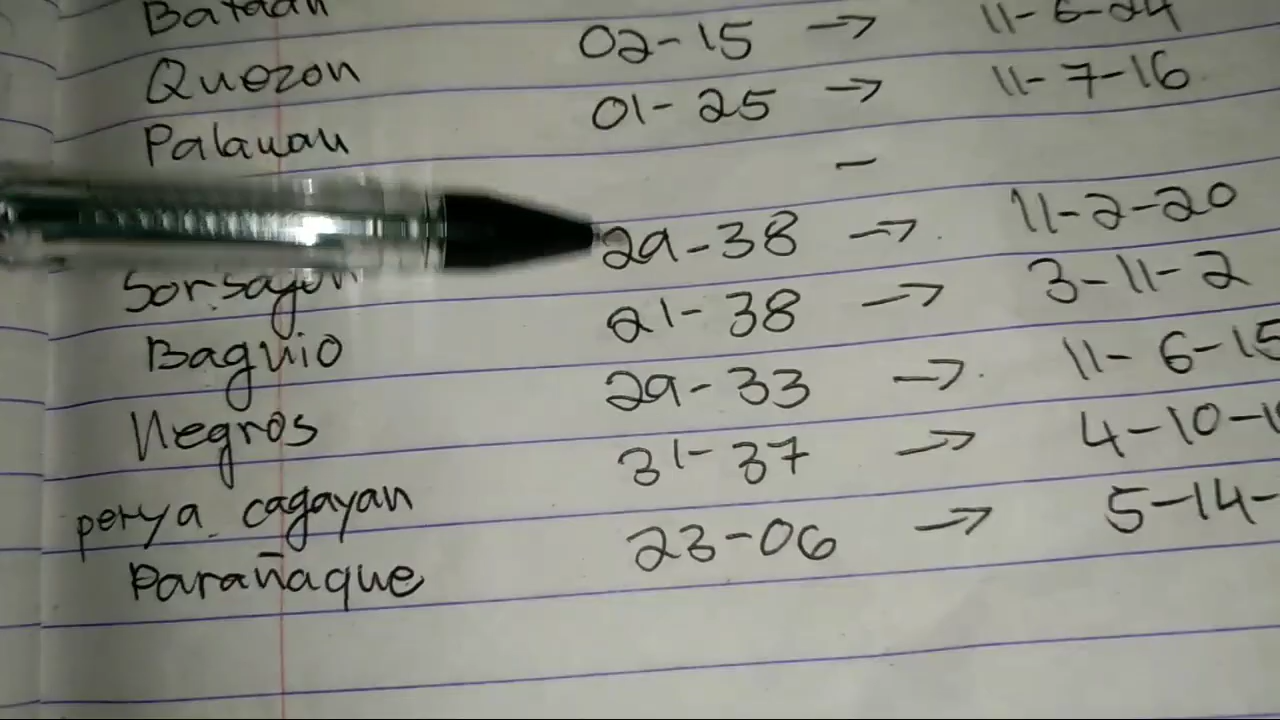 Bataan
Quezon 02-15 → 11-6-24
Palawan 01-25 → 11-7-16
-
Sorsogon 29-38 → 11-2-20
Baguio 21-38 → 3-11-2
Negros 29-33 → 11-6-15
perya cagayan 31-37 → 4-10-
Parañaque 23-06 → 5-14-